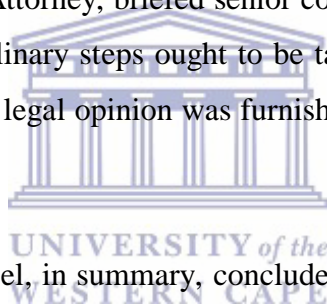 Attorney, briefed senior co
linary steps ought to be ta
legal opinion was furnish
UNIVERSITY of the
el, in summary, conclude
WESTERN CAPE